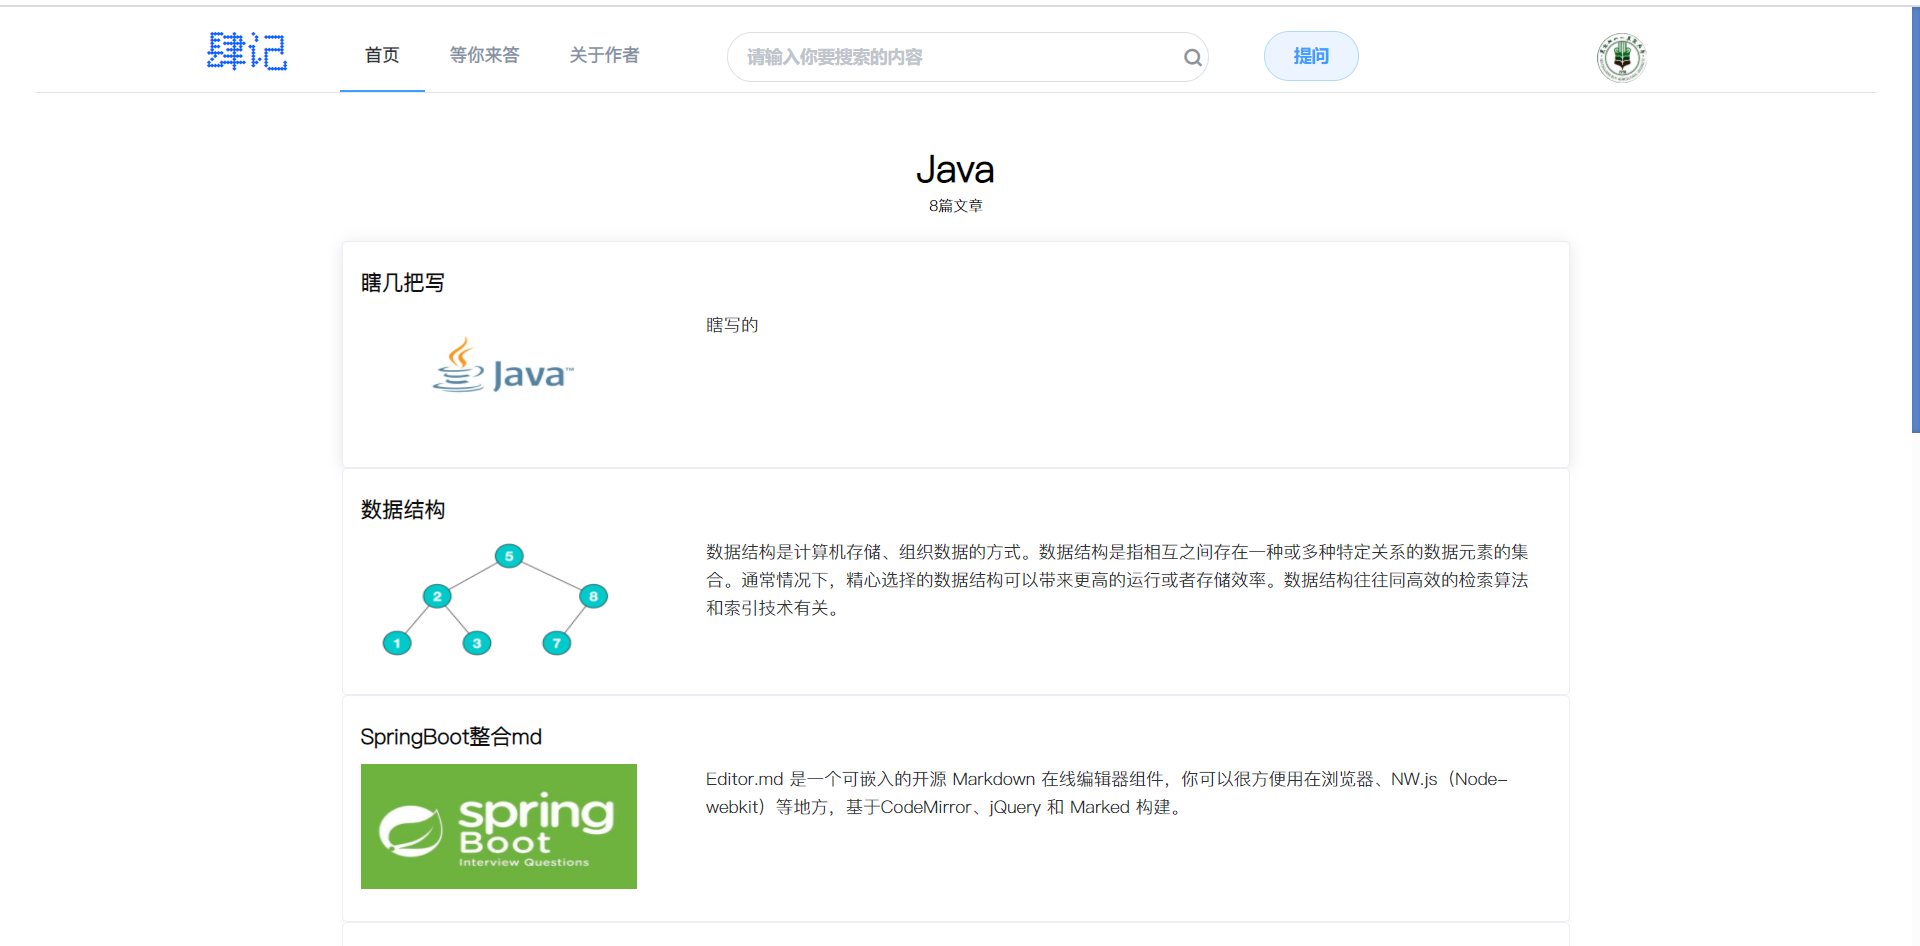 肆记
首页
等你来答
关于作者
请输入你要搜索的内容
提问
Java
8篇文章
瞎几把写
Java™
瞎写的
数据结构
5
2
8
1
3
7
数据结构是计算机存储、组织数据的方式。数据结构是指相互之间存在一种或多种特定关系的数据元素的集
合。通常情况下，精心选择的数据结构可以带来更高的运行或者存储效率。数据结构往往同高效的检索算法
和索引技术有关。
SpringBoot整合md
spring
Boot
Interview Questions
Editor.md 是一个可嵌入的开源 Markdown 在线编辑器组件，你可以很方便用在浏览器、NW.js（Node-
webkit）等地方，基于CodeMirror、jQuery 和 Marked 构建。